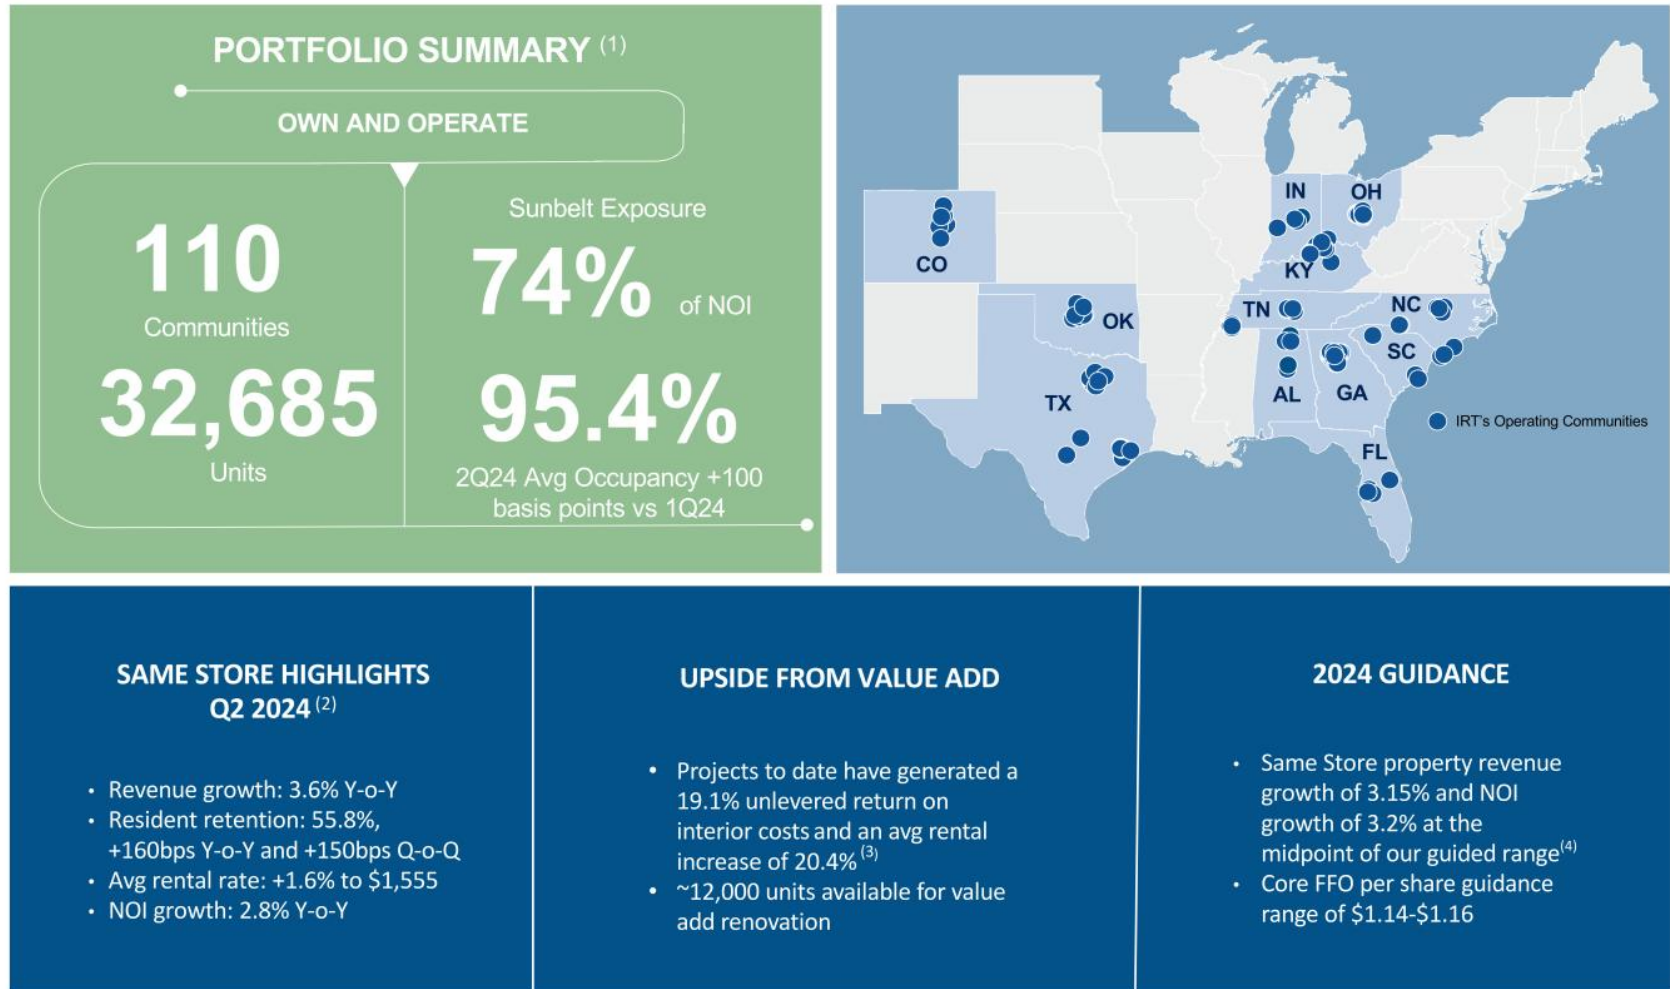 PORTFOLIO SUMMARY (1)
OWN AND OPERATE
110
Communities
32,685
Units
Sunbelt Exposure
74% of NOI
95.4%
2Q24 Avg Occupancy +100
basis points vs 1Q24
IN
OH
CO
KY
TN
NC
OK
SC
TX
AL
GA
FL
IRT's Operating Communities
SAME STORE HIGHLIGHTS
Q2 2024 (2)
• Revenue growth: 3.6% Y-o-Y
• Resident retention: 55.8%,
+160bps Y-o-Y and +150bps Q-o-Q
• Avg rental rate: +1.6% to $1,555
• NOI growth: 2.8% Y-o-Y
UPSIDE FROM VALUE ADD
• Projects to date have generated a
19.1% unlevered return on
interior costs and an avg rental
increase of 20.4% (3)
• ~12,000 units available for value
add renovation
2024 GUIDANCE
• Same Store property revenue
growth of 3.15% and NOI
growth of 3.2% at the
midpoint of our guided range(4)
• Core FFO per share guidance
range of $1.14-$1.16